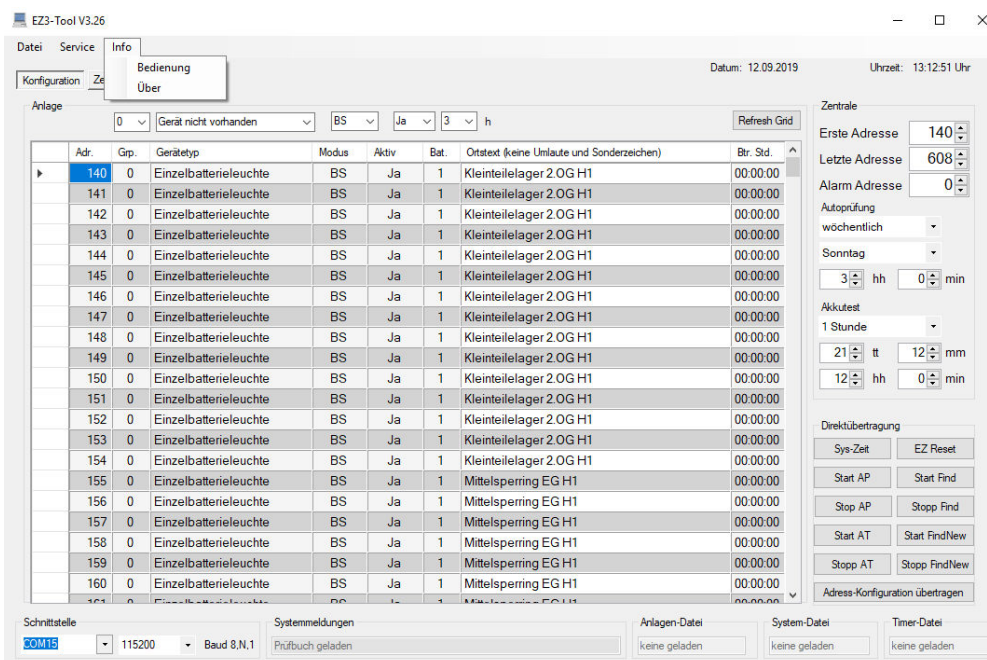 EZ3-Tool V3.26
Datei Service Info
Bedienung
Über
Datum: 12.09.2019 Uhrzeit: 13:12:51 Uhr
Konfiguration Ze
Anlage
0 Gerät nicht vorhanden BS Ja 3 h Refresh Grid
Adr. Grp. Gerätetyp Modus Aktiv Bat. Ortstext (keine Umlaute und Sonderzeichen) Btr. Std.
140 0 Einzelbatterieleuchte BS Ja 1 Kleinteilelager 2.OG H1 00:00:00
141 0 Einzelbatterieleuchte BS Ja 1 Kleinteilelager 2.OG H1 00:00:00
142 0 Einzelbatterieleuchte BS Ja 1 Kleinteilelager 2.OG H1 00:00:00
143 0 Einzelbatterieleuchte BS Ja 1 Kleinteilelager 2.OG H1 00:00:00
144 0 Einzelbatterieleuchte BS Ja 1 Kleinteilelager 2.OG H1 00:00:00
145 0 Einzelbatterieleuchte BS Ja 1 Kleinteilelager 2.OG H1 00:00:00
146 0 Einzelbatterieleuchte BS Ja 1 Kleinteilelager 2.OG H1 00:00:00
147 0 Einzelbatterieleuchte BS Ja 1 Kleinteilelager 2.OG H1 00:00:00
148 0 Einzelbatterieleuchte BS Ja 1 Kleinteilelager 2.OG H1 00:00:00
149 0 Einzelbatterieleuchte BS Ja 1 Kleinteilelager 2.OG H1 00:00:00
150 0 Einzelbatterieleuchte BS Ja 1 Kleinteilelager 2.OG H1 00:00:00
151 0 Einzelbatterieleuchte BS Ja 1 Kleinteilelager 2.OG H1 00:00:00
152 0 Einzelbatterieleuchte BS Ja 1 Kleinteilelager 2.OG H1 00:00:00
153 0 Einzelbatterieleuchte BS Ja 1 Kleinteilelager 2.OG H1 00:00:00
154 0 Einzelbatterieleuchte BS Ja 1 Kleinteilelager 2.OG H1 00:00:00
155 0 Einzelbatterieleuchte BS Ja 1 Mittelsperring EG H1 00:00:00
156 0 Einzelbatterieleuchte BS Ja 1 Mittelsperring EG H1 00:00:00
157 0 Einzelbatterieleuchte BS Ja 1 Mittelsperring EG H1 00:00:00
158 0 Einzelbatterieleuchte BS Ja 1 Mittelsperring EG H1 00:00:00
159 0 Einzelbatterieleuchte BS Ja 1 Mittelsperring EG H1 00:00:00
160 0 Einzelbatterieleuchte BS Ja 1 Mittelsperring EG H1 00:00:00
Zentrale
Erste Adresse 140
Letzte Adresse 608
Alarm Adresse 0
Autoprüfung
wöchentlich
Sonntag
3 hh 0 min
Akkutest
1 Stunde
21 tt 12 mm
12 hh 0 min
Direktübertragung
Sys-Zeit EZ Reset
Start AP Start Find
Stop AP Stopp Find
Start AT Start FindNew
Stopp AT Stopp FindNew
Adress-Konfiguration übertragen
Schnittstelle
COM15 115200 Baud 8,N,1
Systemmeldungen
Prüfbuch geladen
Anlagen-Datei
keine geladen
System-Datei
keine geladen
Timer-Datei
keine geladen